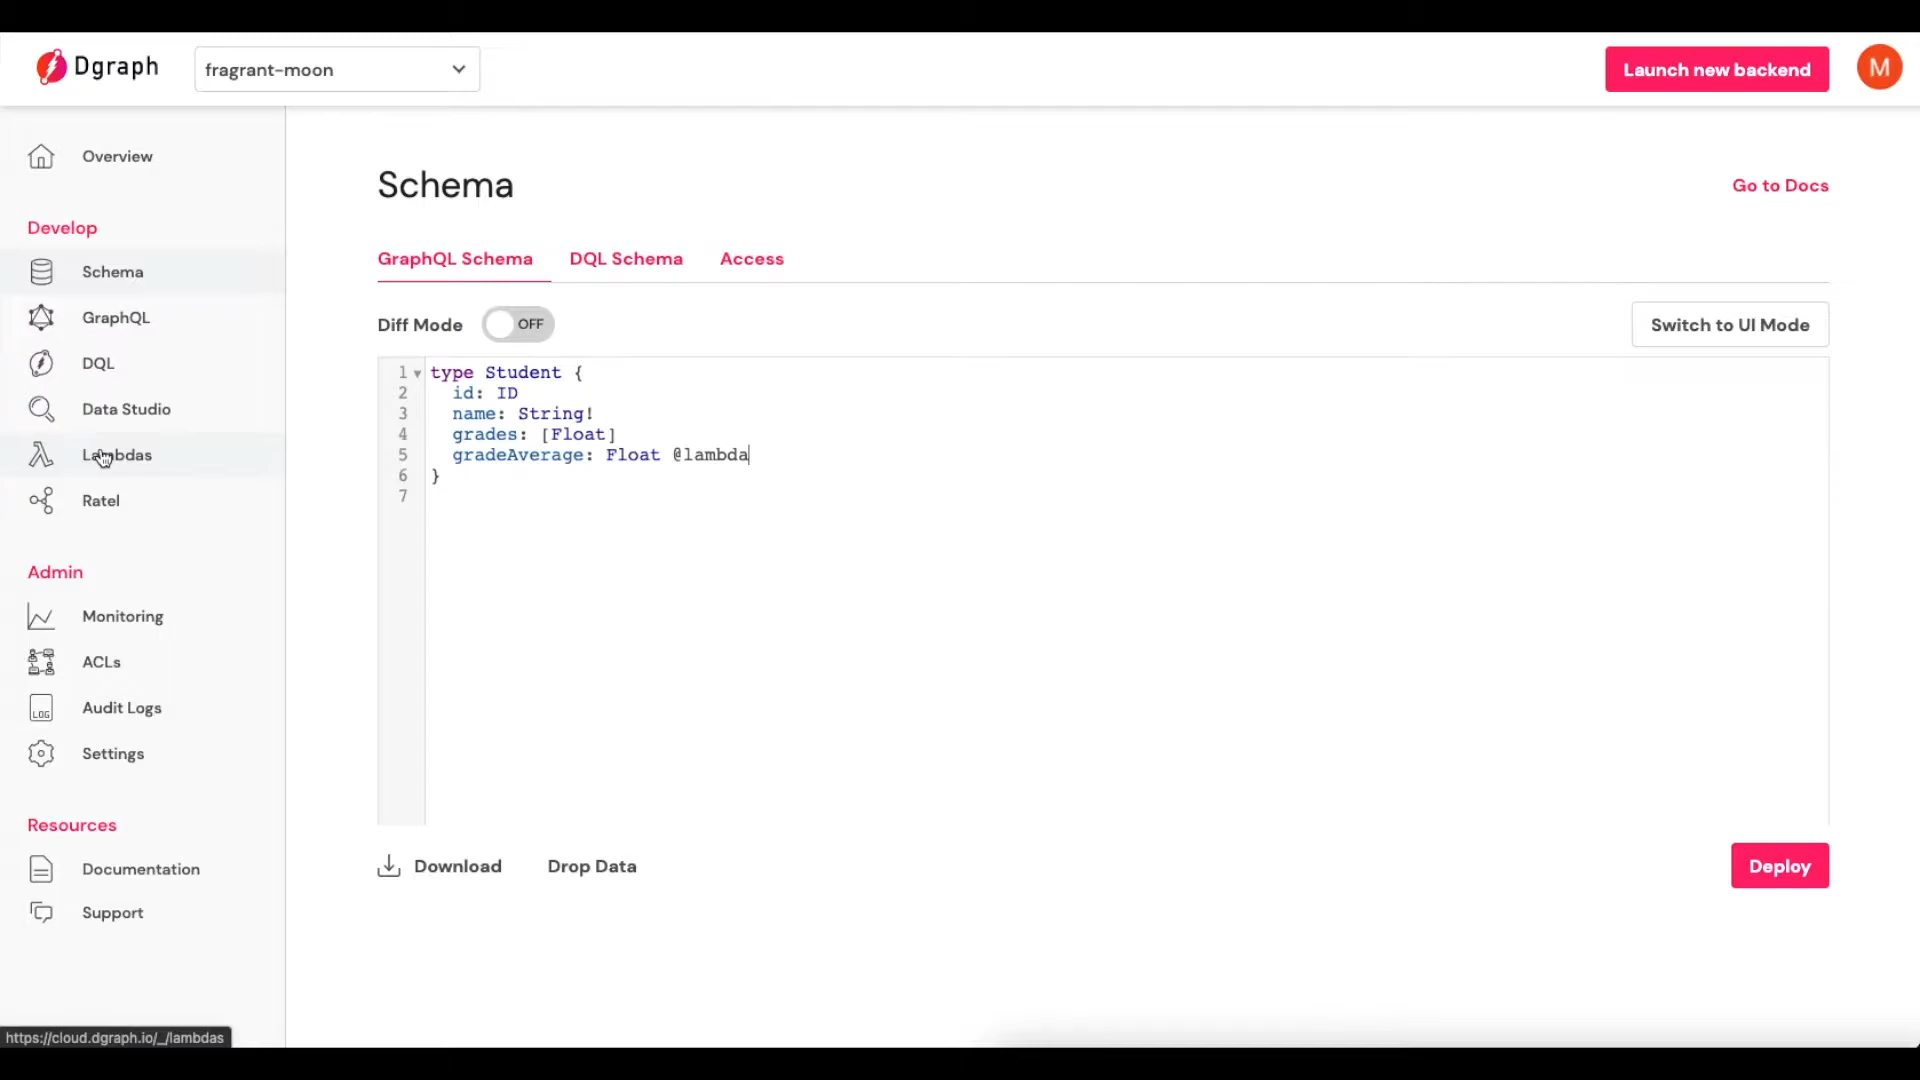 Dgraph
fragrant-moon
Launch new backend
M
Overview
Develop
Schema
GraphQL
DQL
Data Studio
Lambdas
Ratel
Admin
Monitoring
ACLs
LOG
Audit Logs
Settings
Resources
Documentation
Support
https://cloud.dgraph.io/_/lambdas
Schema
Go to Docs
GraphQL Schema DQL Schema Access
Diff Mode OFF
Switch to UI Mode
1 type Student {
2 id: ID
3 name: String!
4 grades: [Float]
5 gradeAverage: Float @lambda
6 }
7
Download Drop Data
Deploy